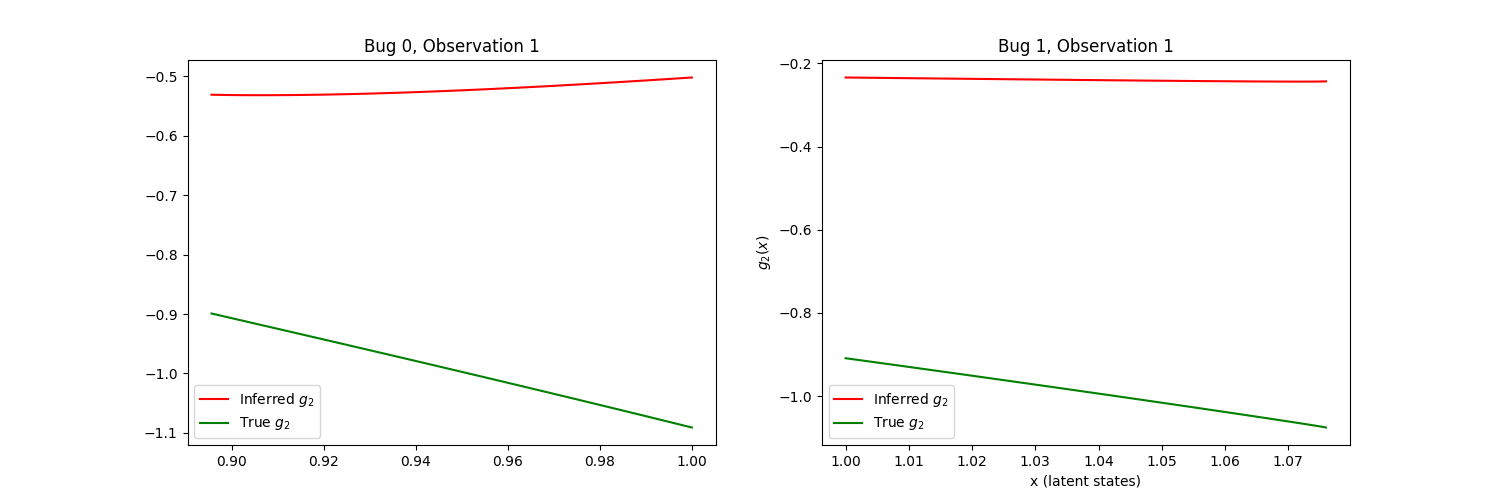 Bug 0, Observation 1
−0.5
−0.6
−0.7
−0.8
−0.9
−1.0
−1.1
Inferred g₂
True g₂
0.90 0.92 0.94 0.96 0.98 1.00
Bug 1, Observation 1
g₂(x)
−0.2
−0.4
−0.6
−0.8
−1.0
Inferred g₂
True g₂
1.00 1.01 1.02 1.03 1.04 1.05 1.06 1.07
x (latent states)